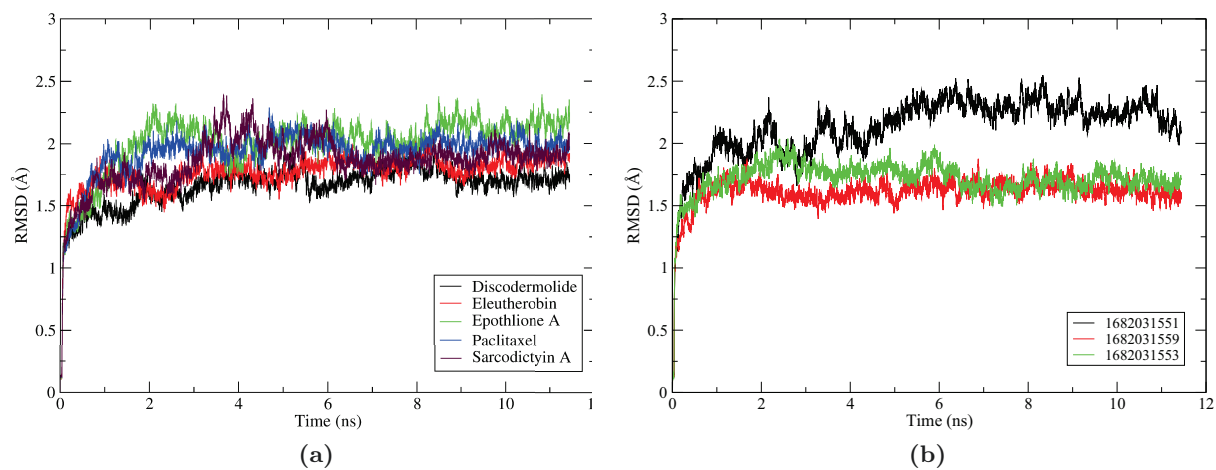 3
2.5
2
1.5
1
0.5
0
RMSD (Å)
0 2 4 6 8 10 1
Time (ns)
Discodermolide
Eleutherobin
Epothlione A
Paclitaxel
Sarcodictyin A
(a)
3
2.5
2
1.5
1
0.5
0
RMSD (Å)
0 2 4 6 8 10 12
Time (ns)
1682031551
1682031559
1682031553
(b)